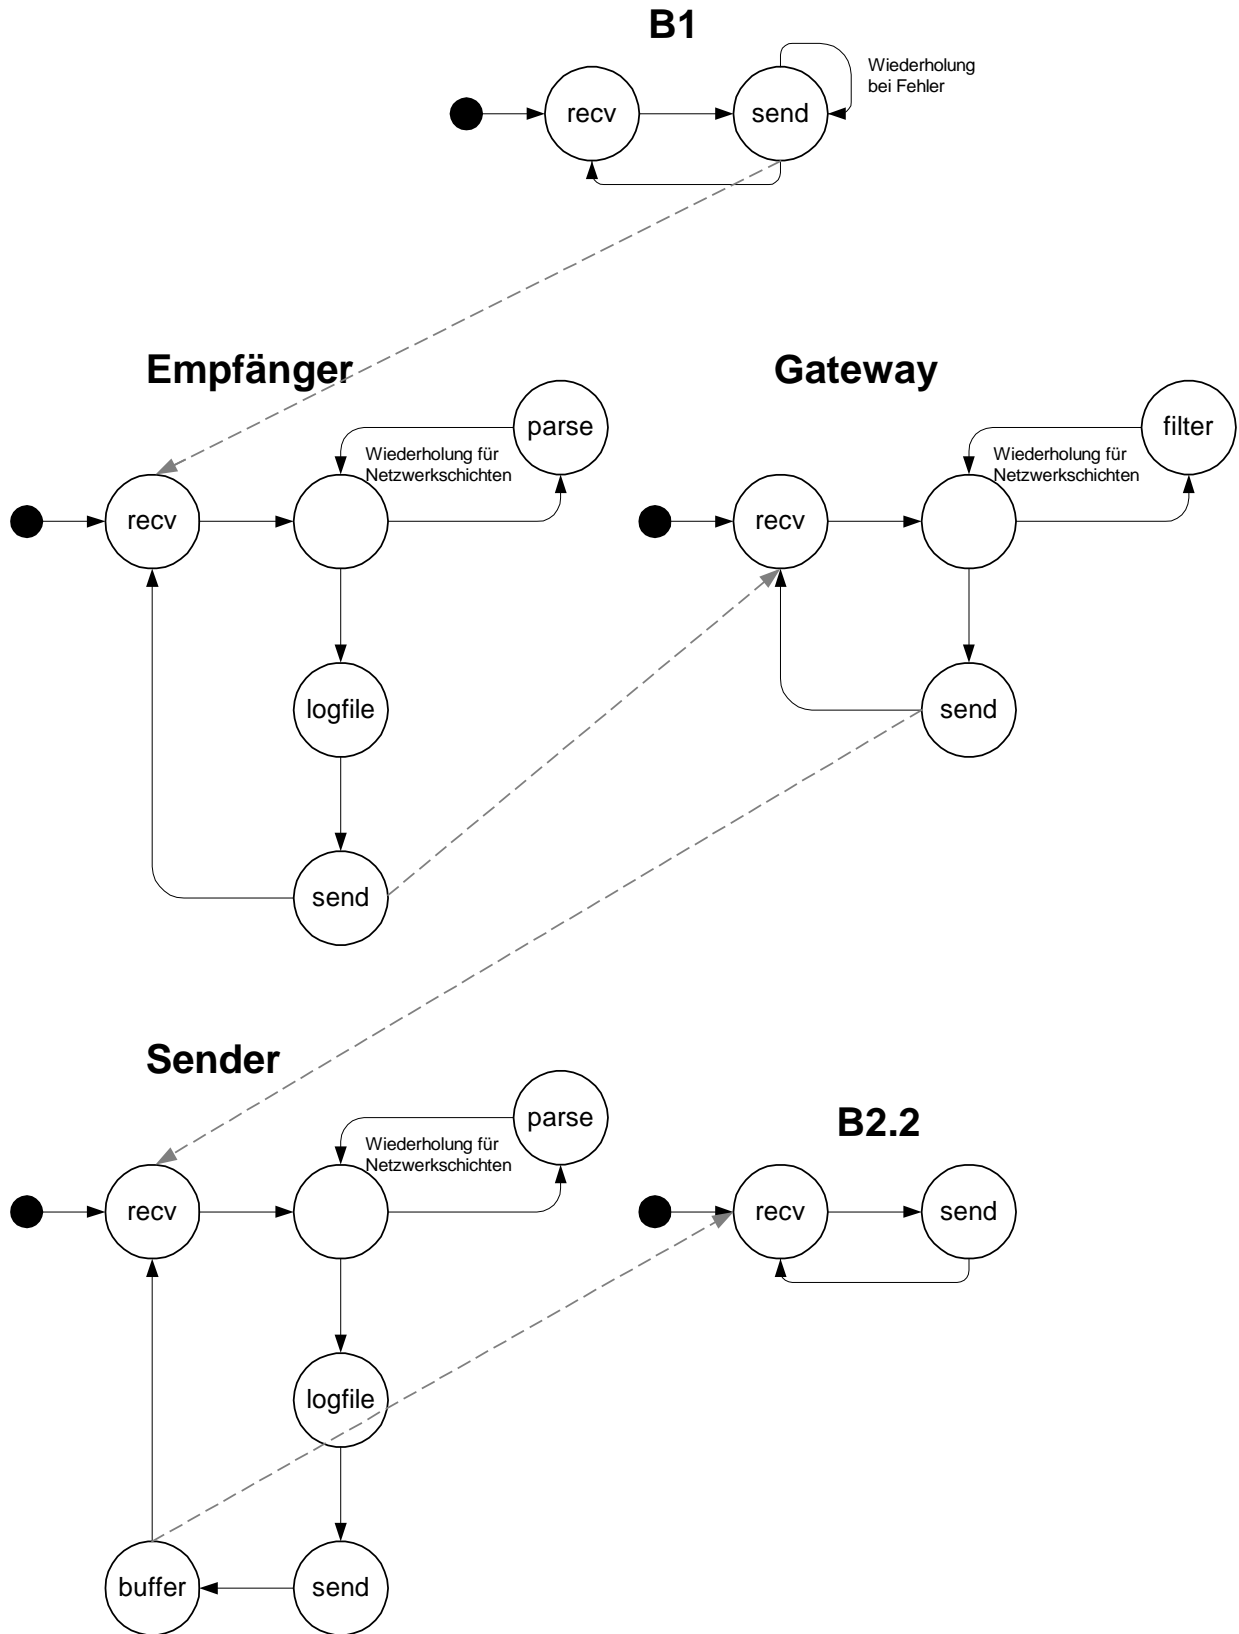 B1
Wiederholung
bei Fehler
recv
send
Empfänger
Gateway
parse
filter
Wiederholung für
Netzwerkschichten
Wiederholung für
Netzwerkschichten
recv
recv
logfile
send
send
Sender
parse
B2.2
Wiederholung für
Netzwerkschichten
recv
recv
send
logfile
buffer
send